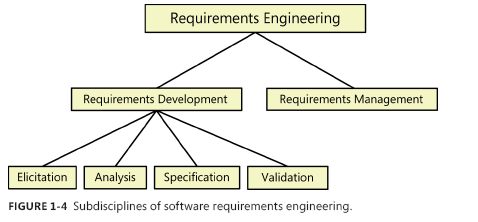 Requirements Engineering
Requirements Development
Requirements Management
Elicitation
Analysis
Specification
Validation
FIGURE 1-4 Subdisciplines of software requirements engineering.